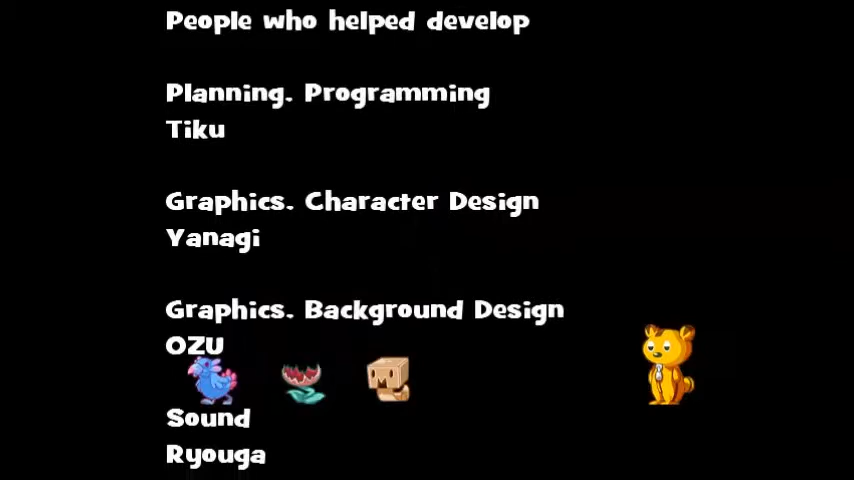 People who helped develop
Planning. Programming
Tiku
Graphics. Character Design
Yanagi
Graphics. Background Design
OZU
Sound
Ryouga